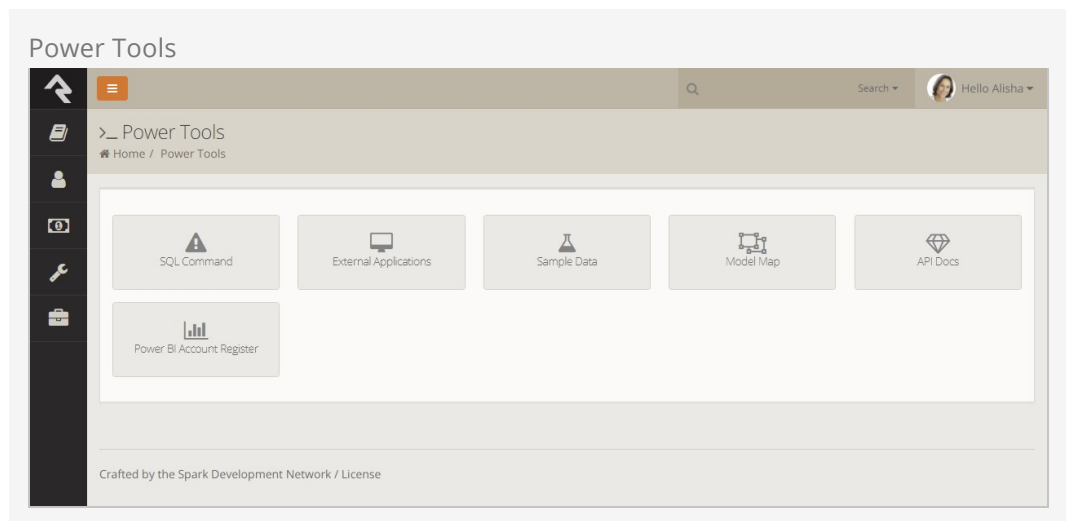 Power Tools
Search
Hello Alisha
>_ Power Tools
Home / Power Tools
SQL Command
External Applications
Sample Data
Model Map
API Docs
Power BI Account Register
Crafted by the Spark Development Network / License